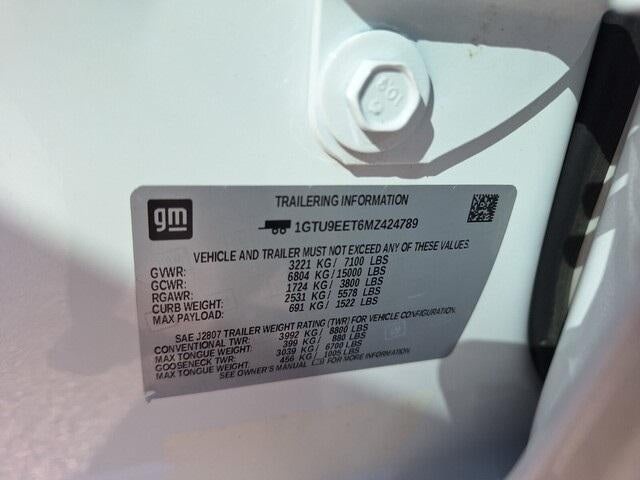 10.9
gm
TRAILERING INFORMATION
1GTU9EET6MZ424789
VEHICLE AND TRAILER MUST NOT EXCEED ANY OF THESE VALUES
GVWR: 3221 KG / 7100 LBS
GCWR: 6804 KG / 15000 LBS
RGAWR: 1724 KG / 3800 LBS
CURB WEIGHT: 2531 KG / 5578 LBS
MAX PAYLOAD: 691 KG / 1522 LBS
SAE J2807 TRAILER WEIGHT RATING (TWR) FOR VEHICLE CONFIGURATION.
CONVENTIONAL TWR: 3992 KG / 8800 LBS
MAX TONGUE WEIGHT: 399 KG / 880 LBS
GOOSENECK TWR: 3039 KG / 6700 LBS
MAX TONGUE WEIGHT: 456 KG / 1005 LBS
SEE OWNER'S MANUAL FOR MORE INFORMATION.